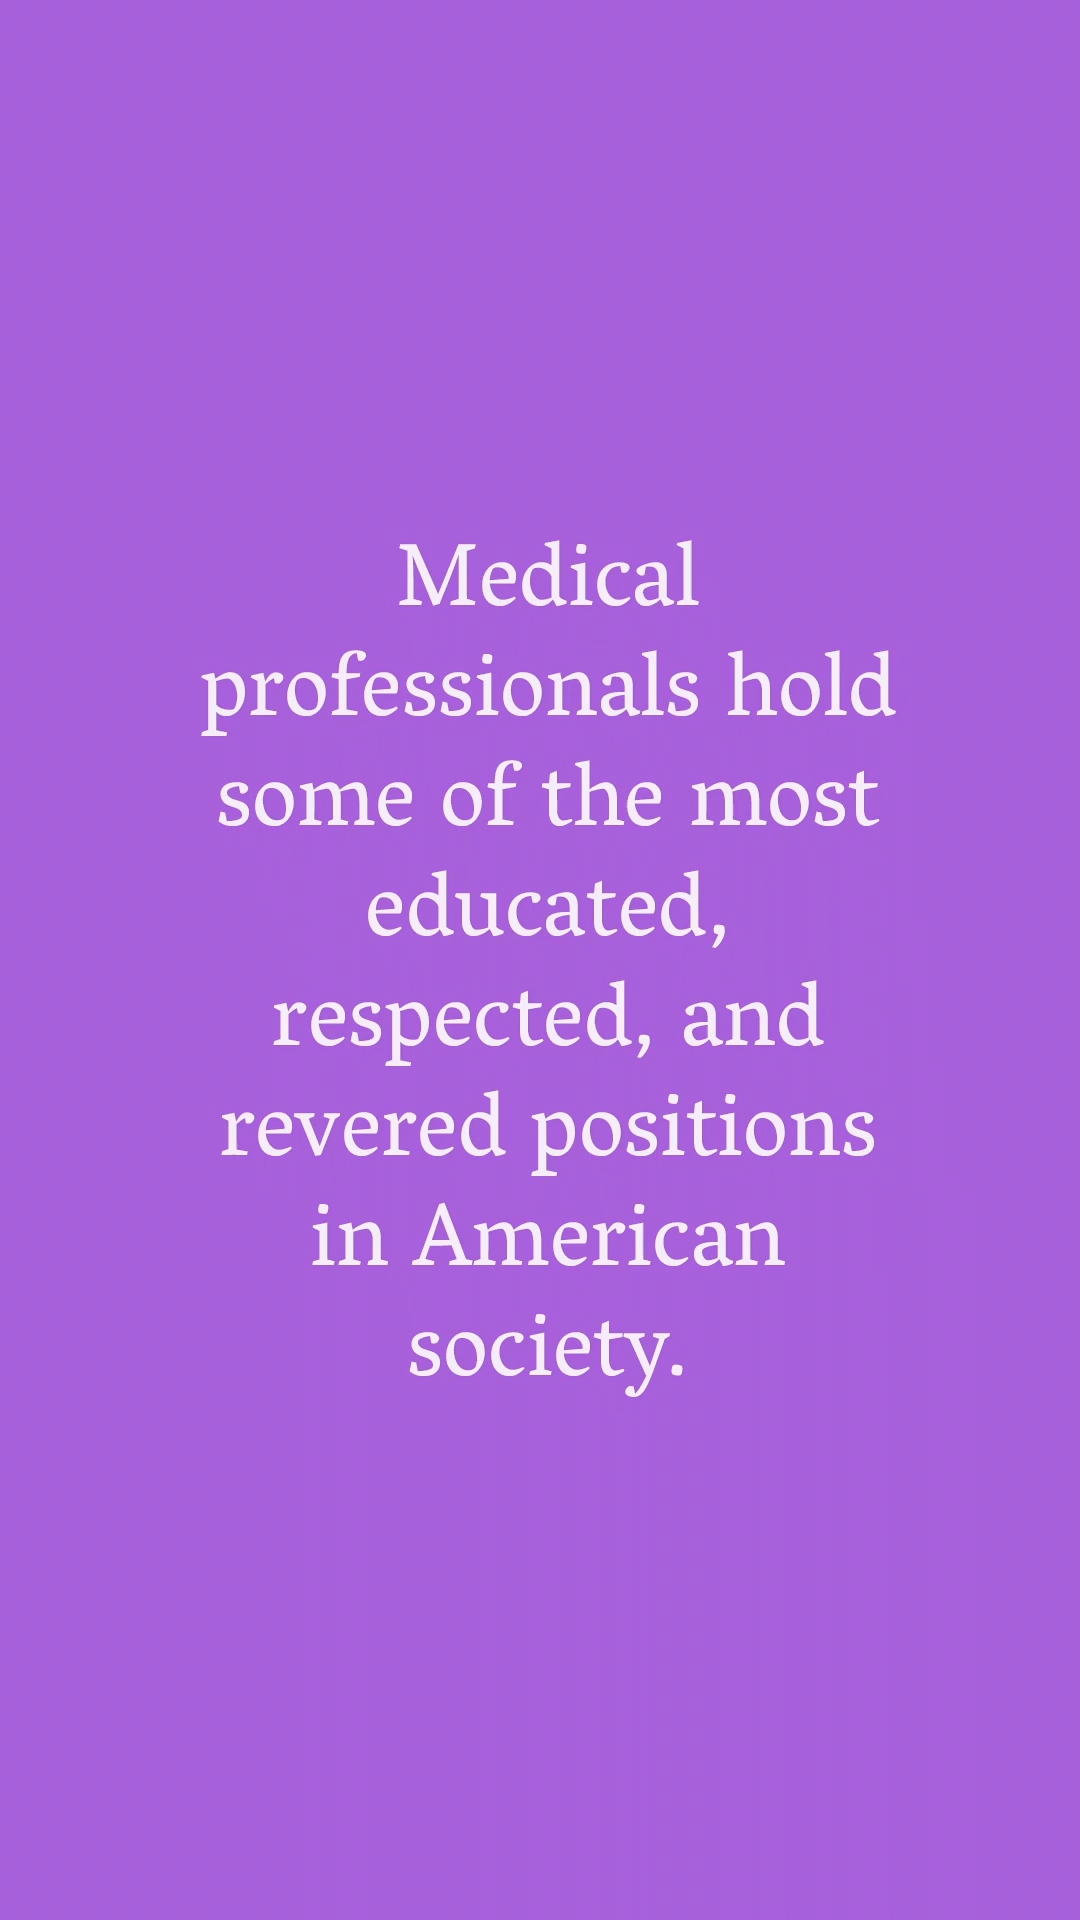 Medical
professionals hold
some of the most
educated,
respected, and
revered positions
in American
society.